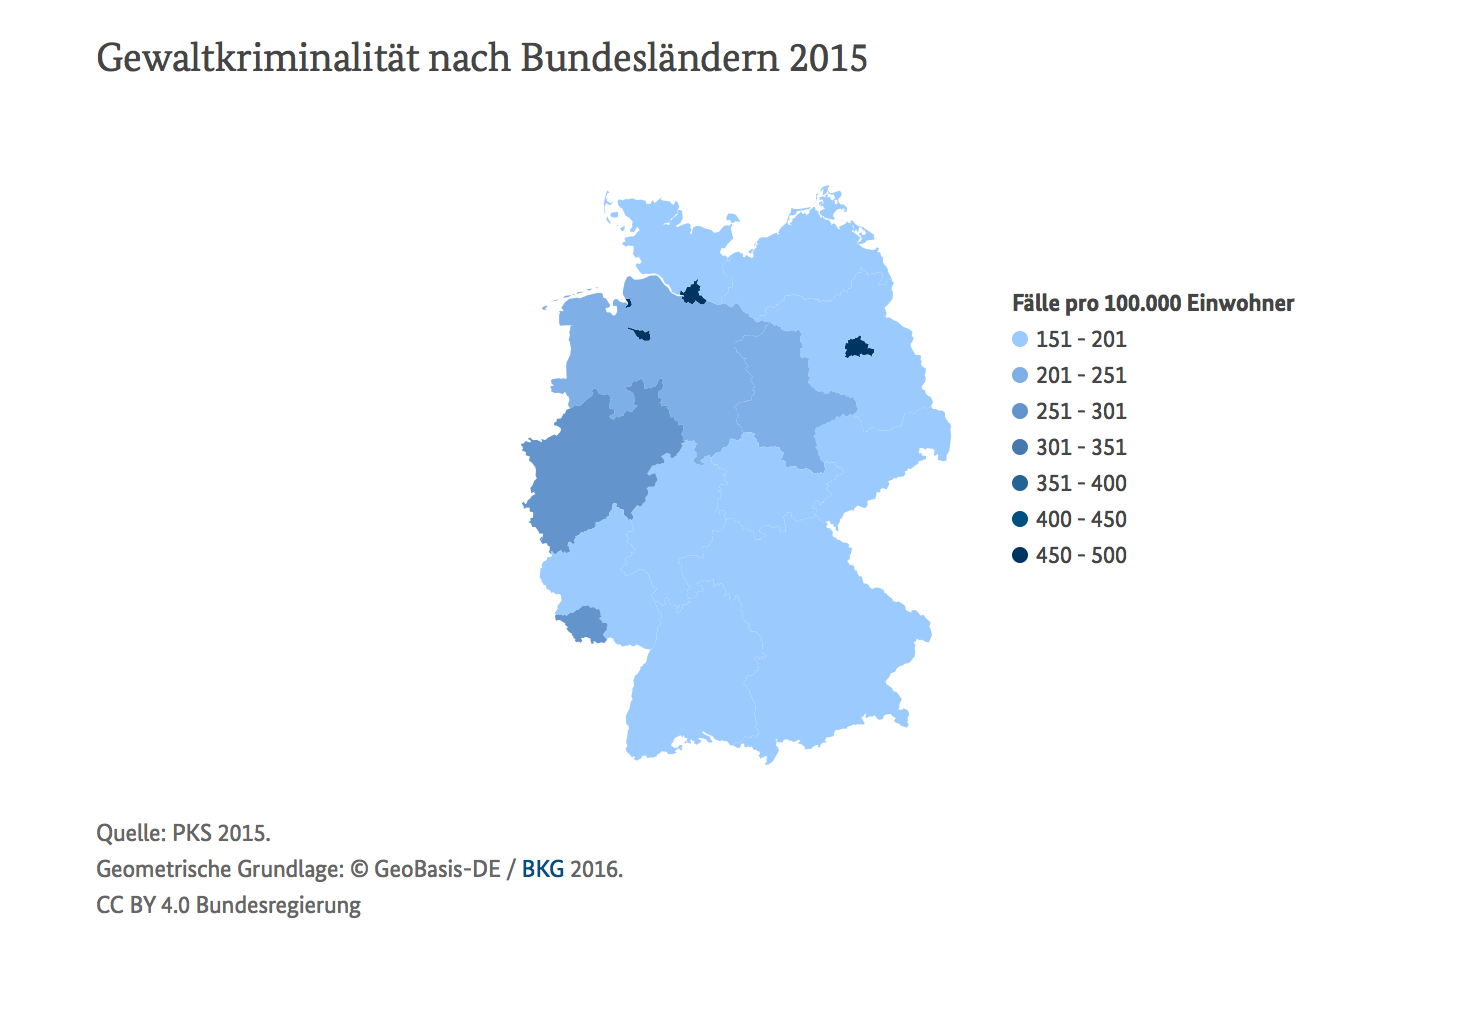 Gewaltkriminalität nach Bundesländern 2015
Fälle pro 100.000 Einwohner
151 - 201
201 - 251
251 - 301
301 - 351
351 - 400
400 - 450
450 - 500
Quelle: PKS 2015.
Geometrische Grundlage: © GeoBasis-DE / BKG 2016.
CC BY 4.0 Bundesregierung